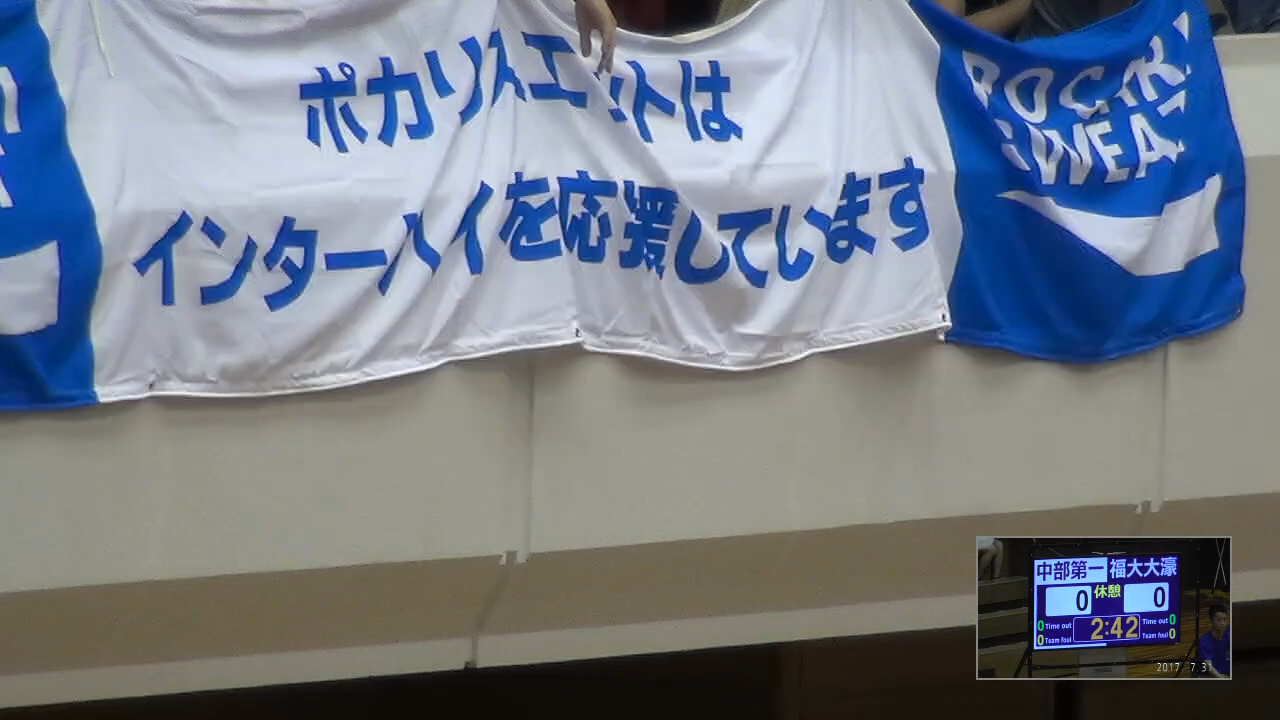 ポカリスエットは
インターハイを応援しています
POCARI
SWEAT
中部第一 福大大濠
0 休憩 0
0 Time out 2:42 Time out 0
0 Team foul Team foul 0
2017 7 31